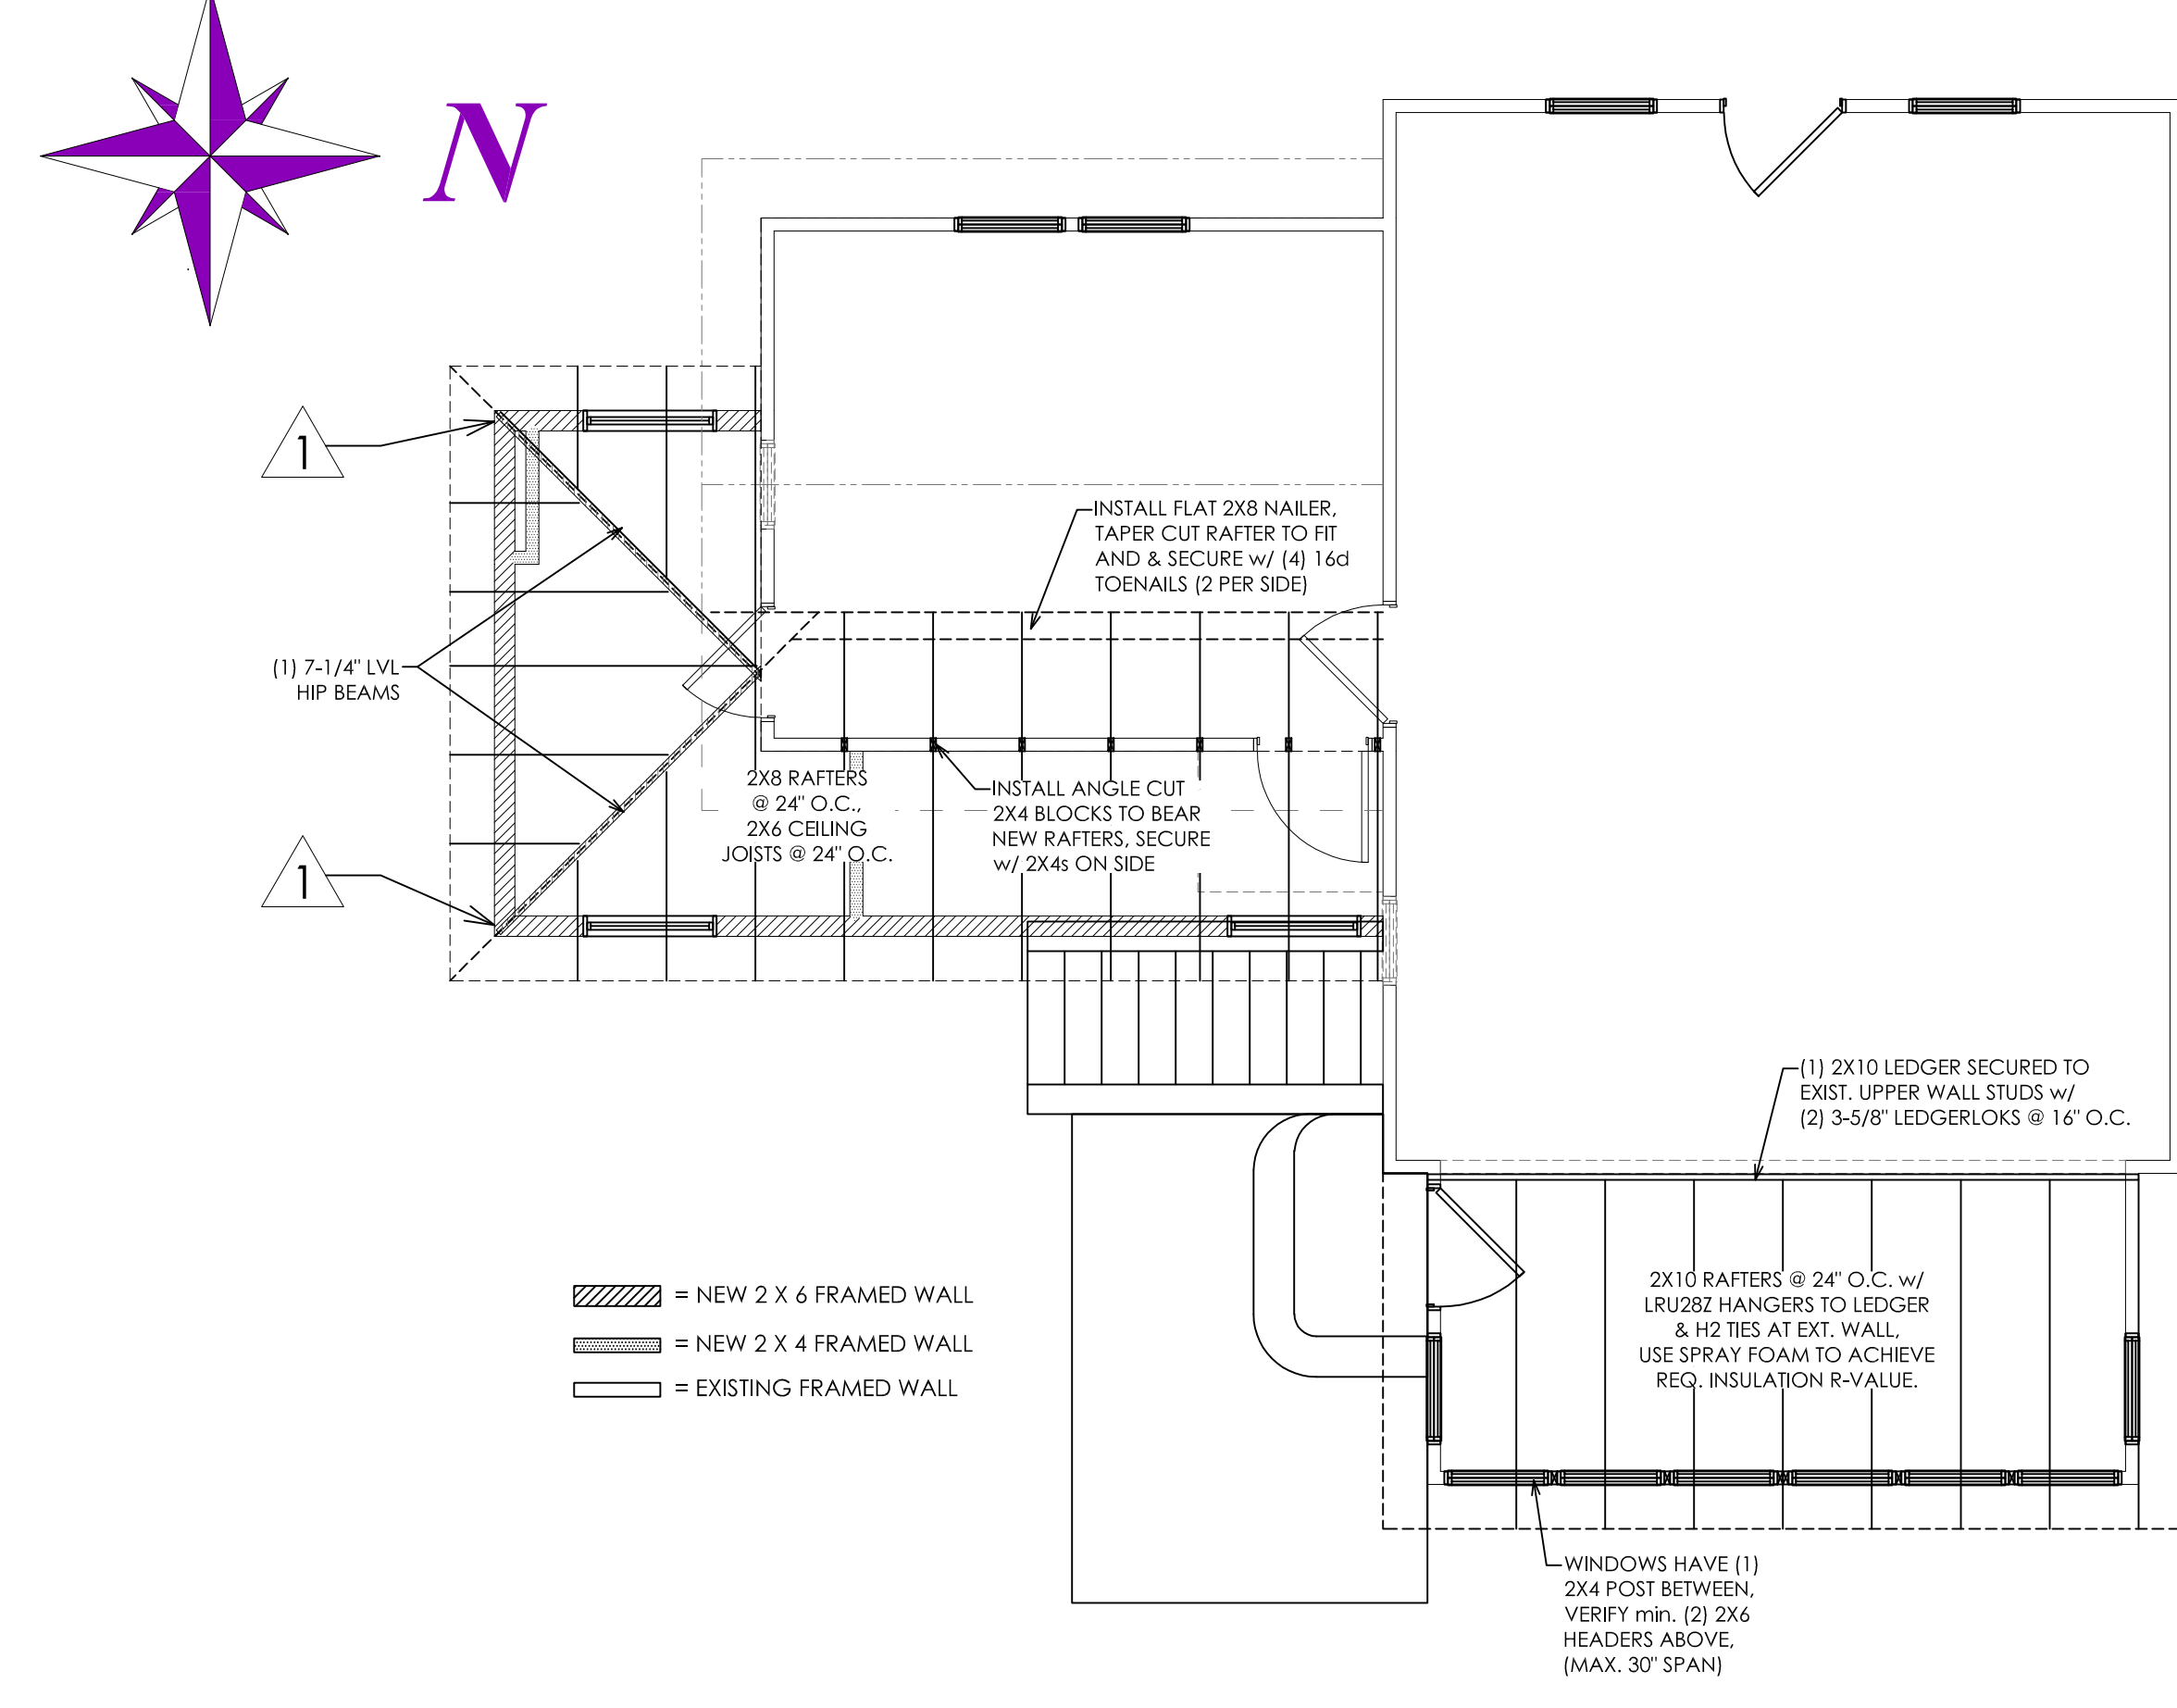 N
1
INSTALL FLAT 2X8 NAILER,
TAPER CUT RAFTER TO FIT
AND & SECURE w/ (4) 16d
TOENAILS (2 PER SIDE)
(1) 7-1/4" LVL
HIP BEAMS
2X8 RAFTERS
@ 24" O.C.,
2X6 CEILING
JOISTS @ 24" O.C.
INSTALL ANGLE CUT
2X4 BLOCKS TO BEAR
NEW RAFTERS, SECURE
w/ 2X4s ON SIDE
1
(1) 2X10 LEDGER SECURED TO
EXIST. UPPER WALL STUDS w/
(2) 3-5/8" LEDGERLOKS @ 16" O.C.
= NEW 2 X 6 FRAMED WALL
= NEW 2 X 4 FRAMED WALL
= EXISTING FRAMED WALL
2X10 RAFTERS @ 24" O.C. w/
LRU28Z HANGERS TO LEDGER
& H2 TIES AT EXT. WALL,
USE SPRAY FOAM TO ACHIEVE
REQ. INSULATION R-VALUE.
WINDOWS HAVE (1)
2X4 POST BETWEEN,
VERIFY min. (2) 2X6
HEADERS ABOVE,
(MAX. 30" SPAN)